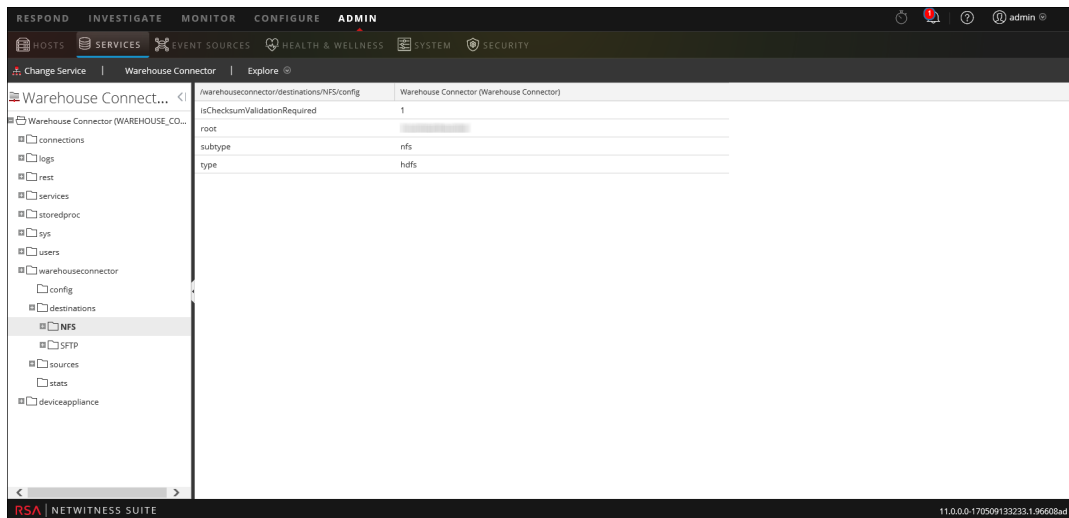 RESPOND INVESTIGATE MONITOR CONFIGURE ADMIN 1 ? admin
HOSTS SERVICES EVENT SOURCES HEALTH & WELLNESS SYSTEM SECURITY
Change Service | Warehouse Connector | Explore
Warehouse Connect...
/warehouseconnector/destinations/NFS/config Warehouse Connector (Warehouse Connector)
isChecksumValidationRequired 1
root
subtype nfs
type hdfs
Warehouse Connector (WAREHOUSE_CO...
connections
logs
rest
services
storedproc
sys
users
warehouseconnector
config
destinations
NFS
SFTP
sources
stats
deviceappliance
RSA | NETWITNESS SUITE 11.0.0.0-170509133233.1.96608ad